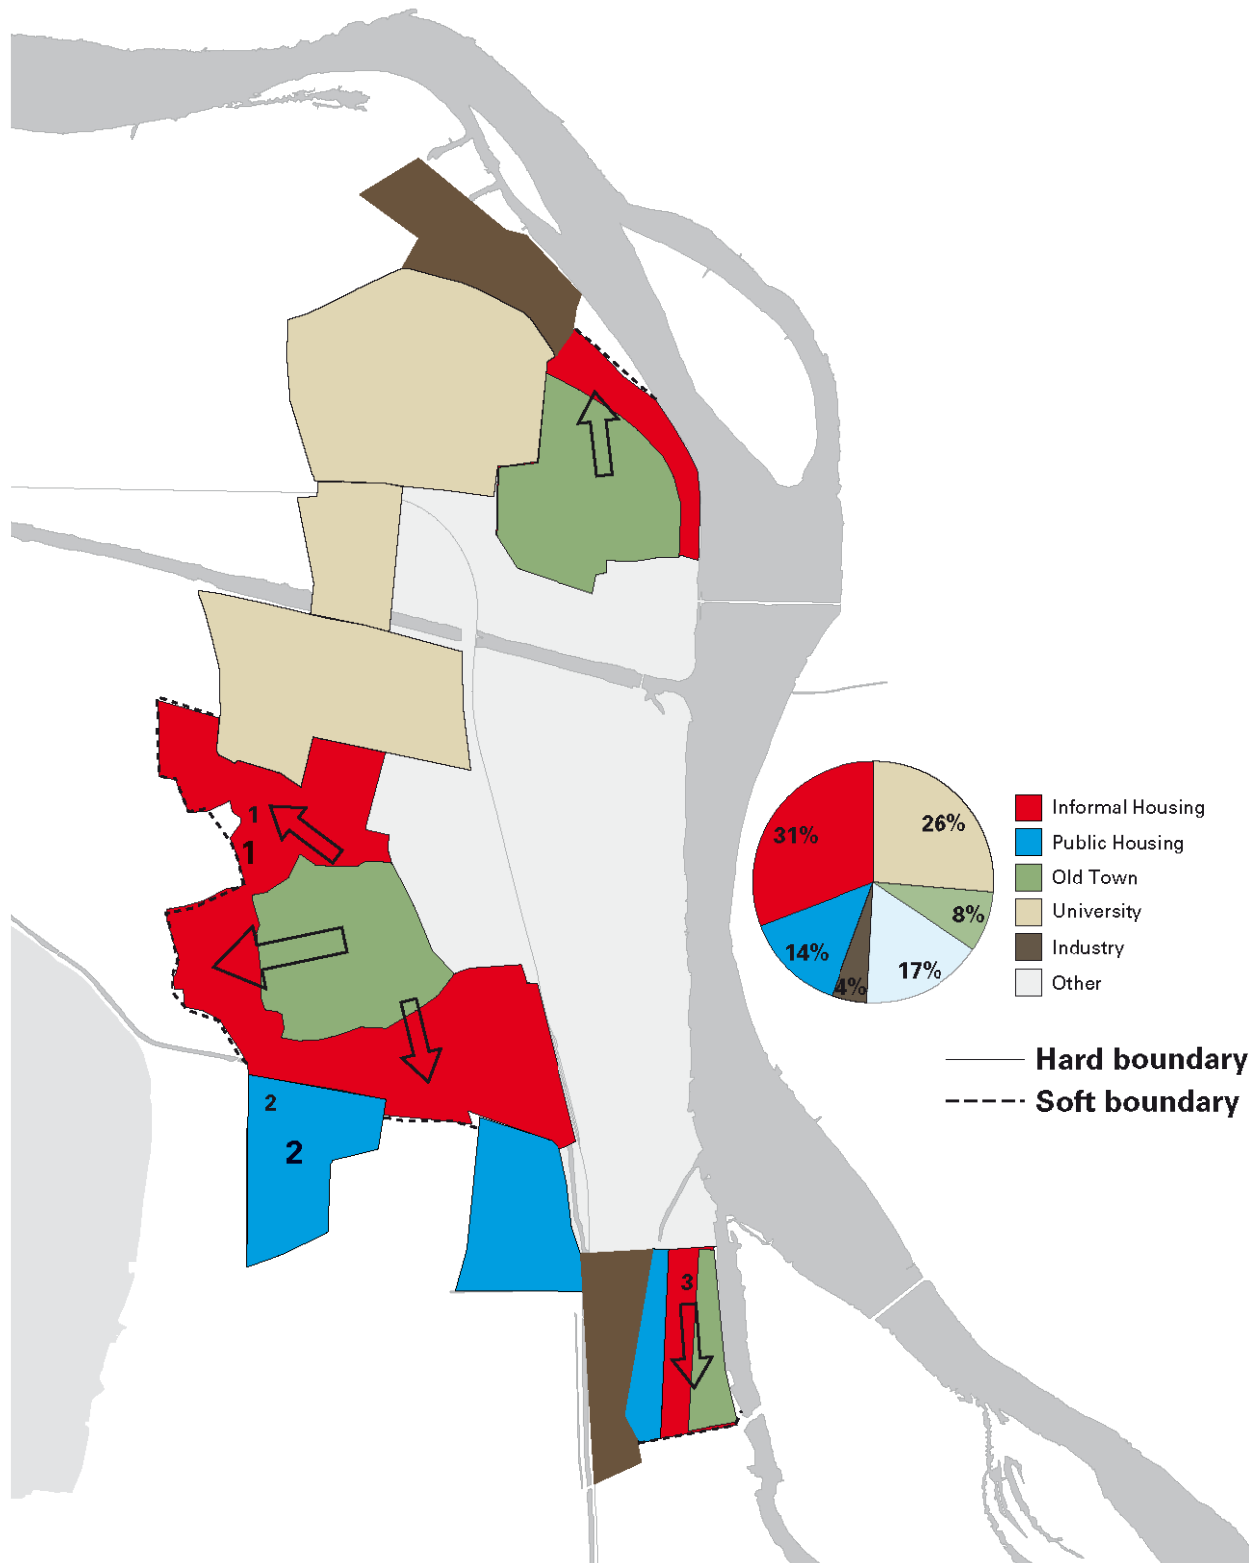 1
1
2
2
3
31%
26%
8%
17%
4%
14%
Informal Housing
Public Housing
Old Town
University
Industry
Other
Hard boundary
Soft boundary